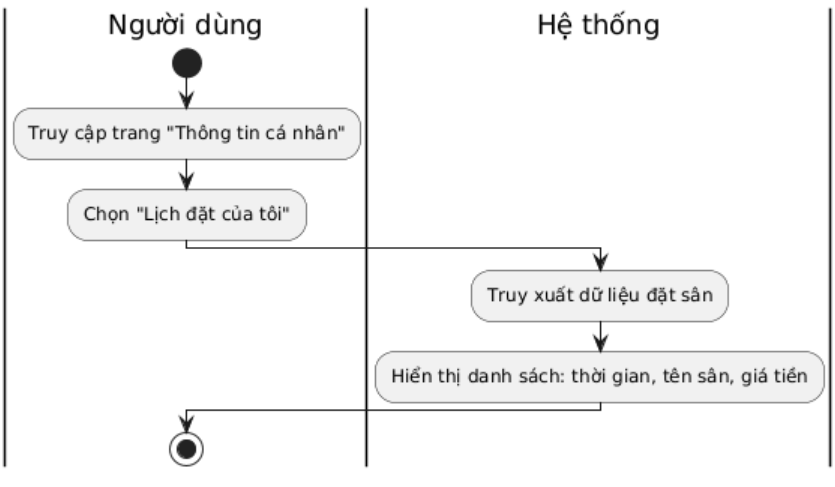 Người dùng
Hệ thống
Truy cập trang "Thông tin cá nhân"
Chọn "Lịch đặt của tôi"
Truy xuất dữ liệu đặt sân
Hiển thị danh sách: thời gian, tên sân, giá tiền